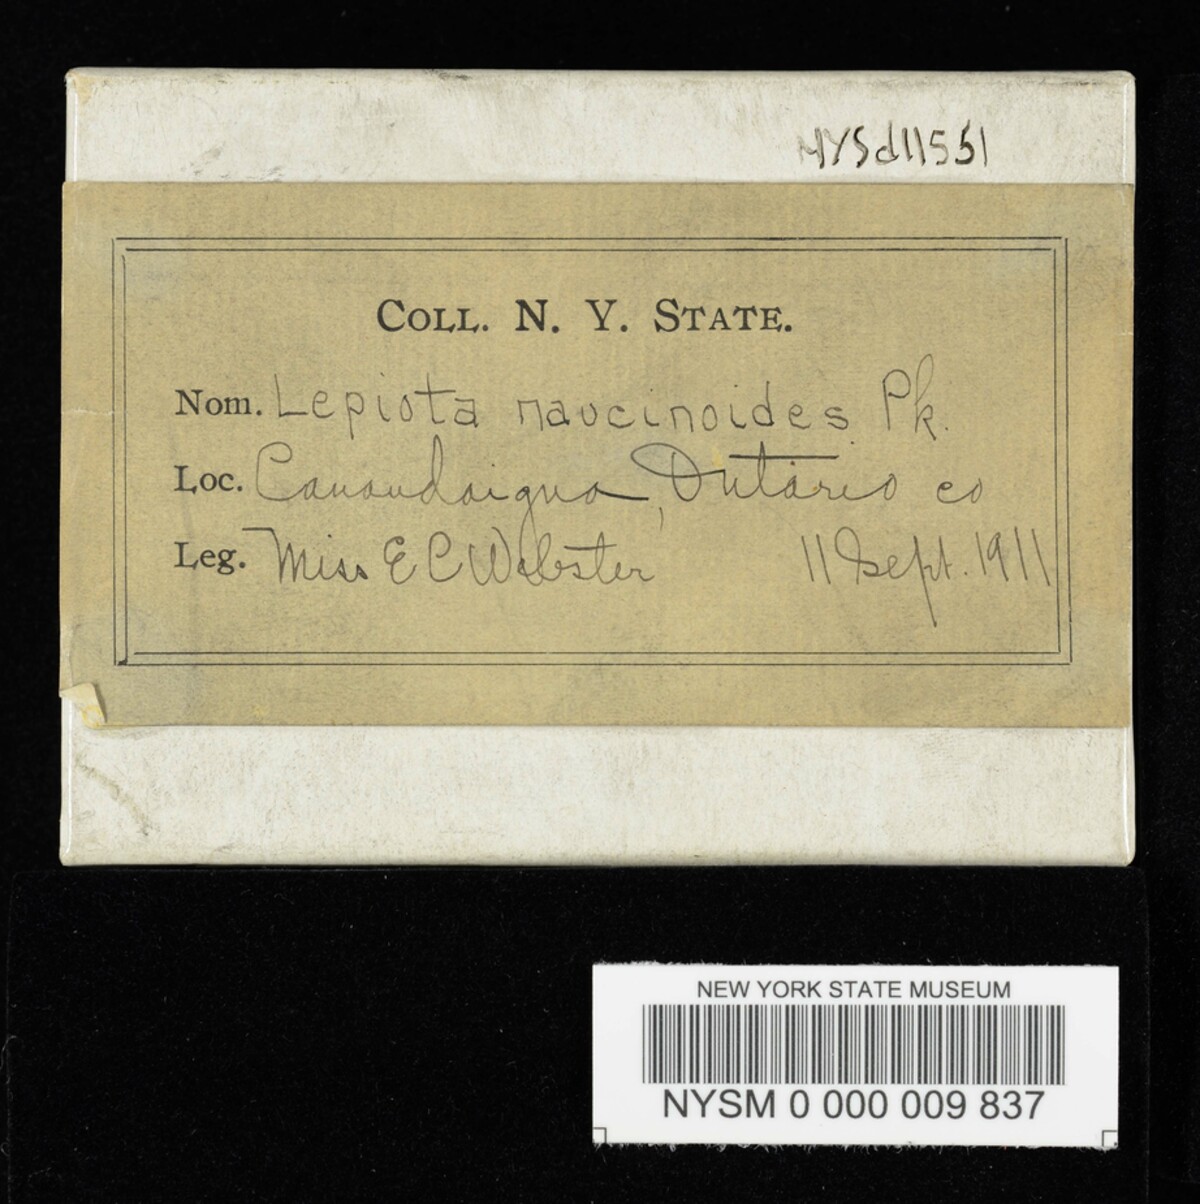 NYSd11551
COLL. N. Y. STATE.
Nom. Lepiota naucinoides Pk.
Loc. Canandaigua, Ontario co
Leg. Miss E C Webster 11 Sept. 1911
NEW YORK STATE MUSEUM
NYSM 0 000 009 837